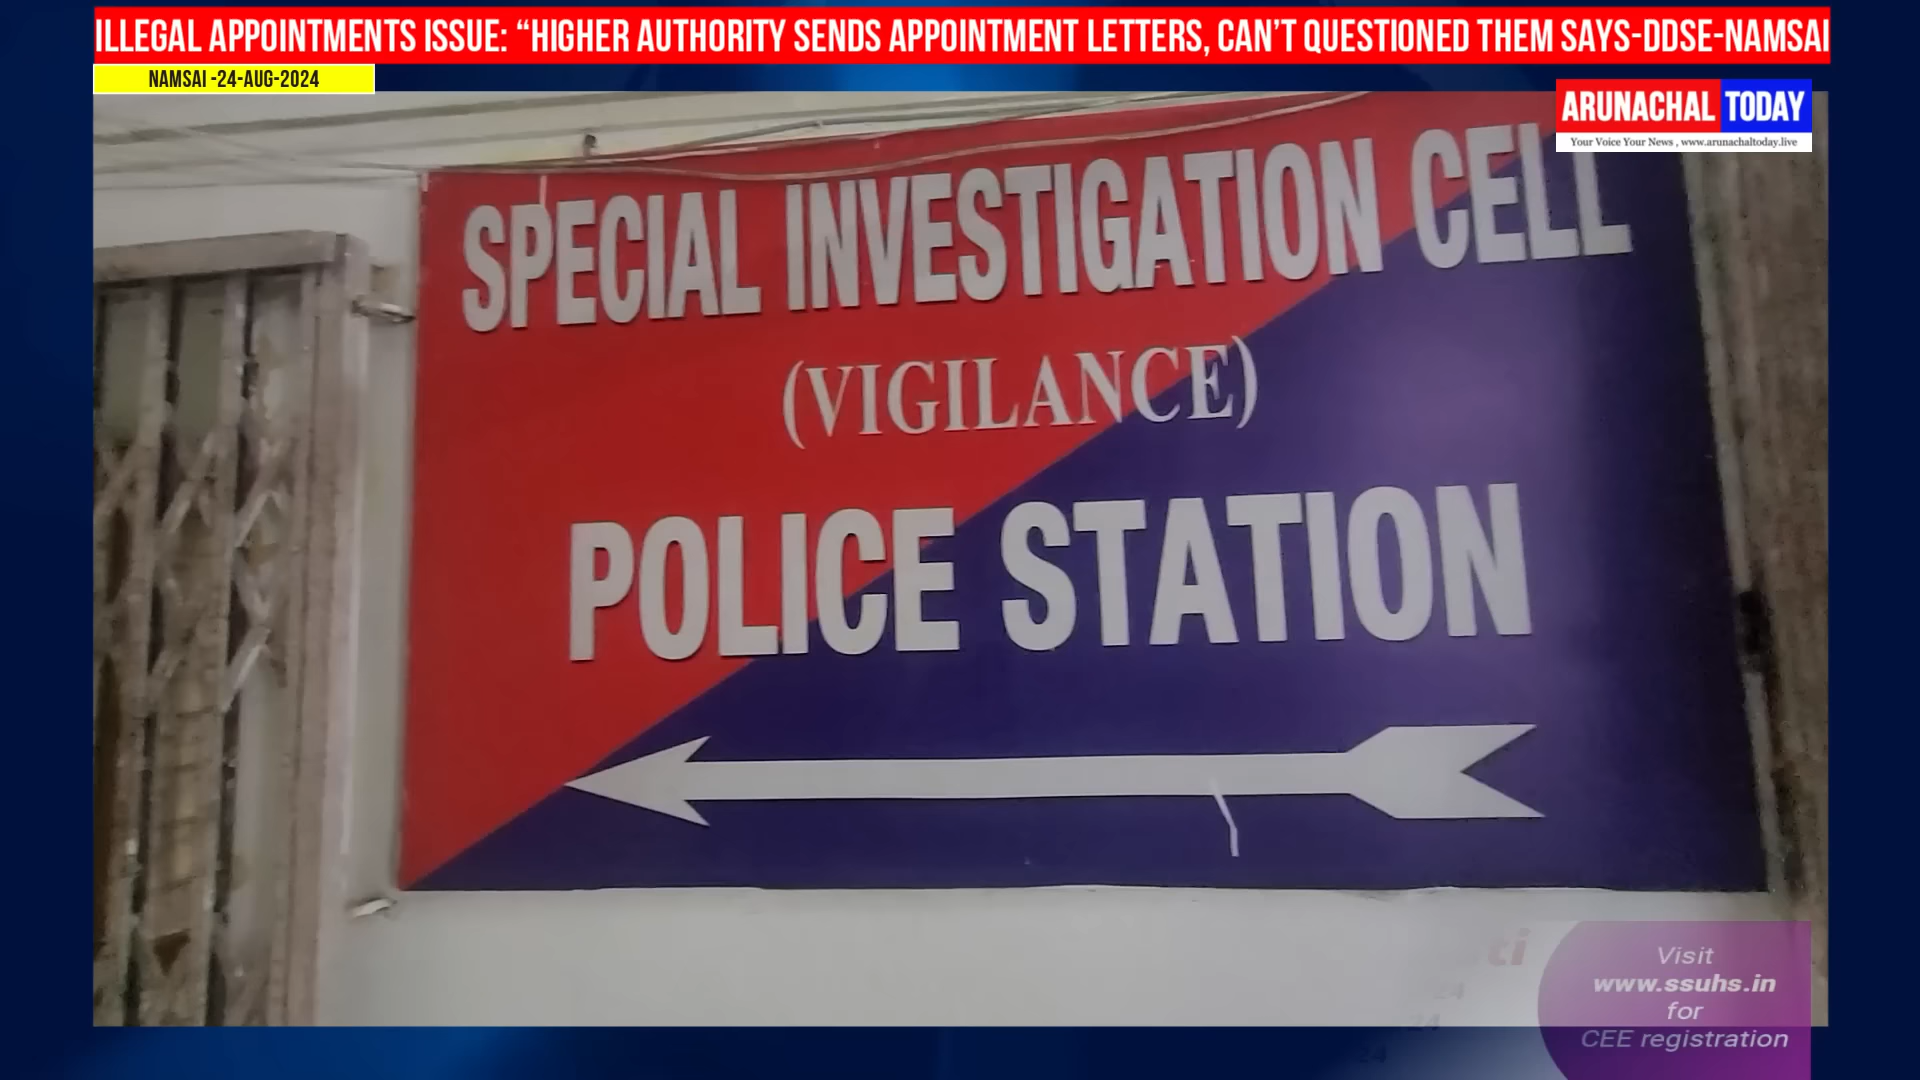 ILLEGAL APPOINTMENTS ISSUE: “HIGHER AUTHORITY SENDS APPOINTMENT LETTERS, CAN’T QUESTIONED THEM SAYS-DDSE-NAMSAI
NAMSAI -24-AUG-2024
ARUNACHAL TODAY
Your Voice Your News , www.arunachaltoday.live
SPECIAL INVESTIGATION CELL
(VIGILANCE)
POLICE STATION
Visit
www.ssuhs.in
for
CEE registration